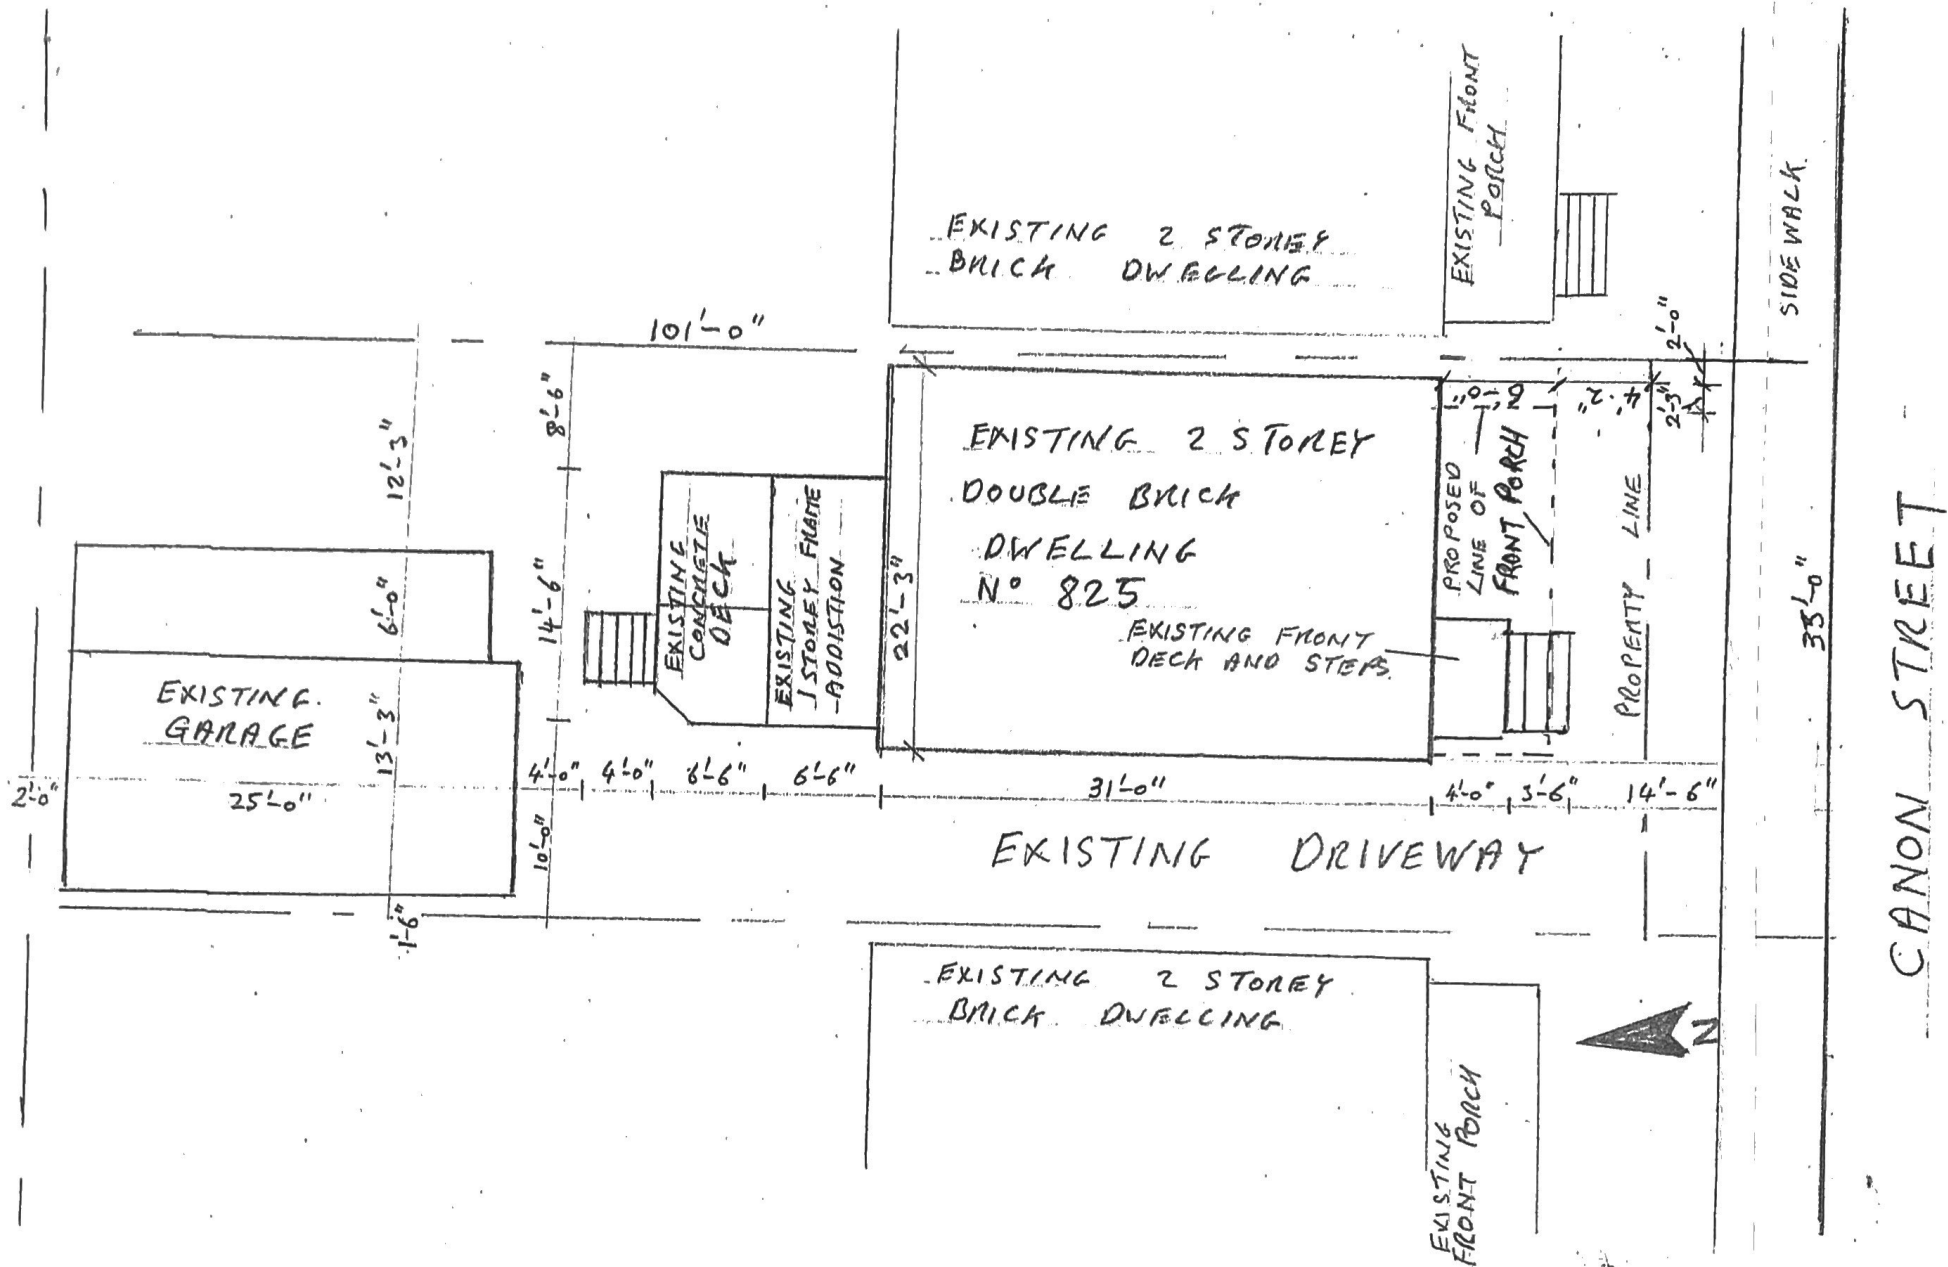 EXISTING 2 STOREY
BRICK DWELLING
EXISTING FRONT
PORCH
SIDEWALK.
101'-0"
2'-0"
8'-6"
12'-3"
8'-0"
4'-2"
2'-3"
EXISTING 2 STOREY
DOUBLE BRICK
DWELLING
Nº 825
PROPOSED
LINE OF
FRONT PORCH
PROPERTY LINE
EXISTING
CONCRETE
DECK
EXISTING
1 STOREY FRAME
ADDISTION
22'-3"
EXISTING FRONT
DECK AND STEPS.
14'-6"
6'-0"
33'-0"
CANON STREET
EXISTING.
GARAGE
13'-3"
2'-0"
25'-0"
4'-0"
4'-0"
6'-6"
6'-6"
31'-0"
4'-0"
3'-6"
14'-6"
10'-0"
EXISTING DRIVEWAY
1'-6"
EXISTING 2 STOREY
BRICK DWELLING
EXISTING
FRONT PORCH
N